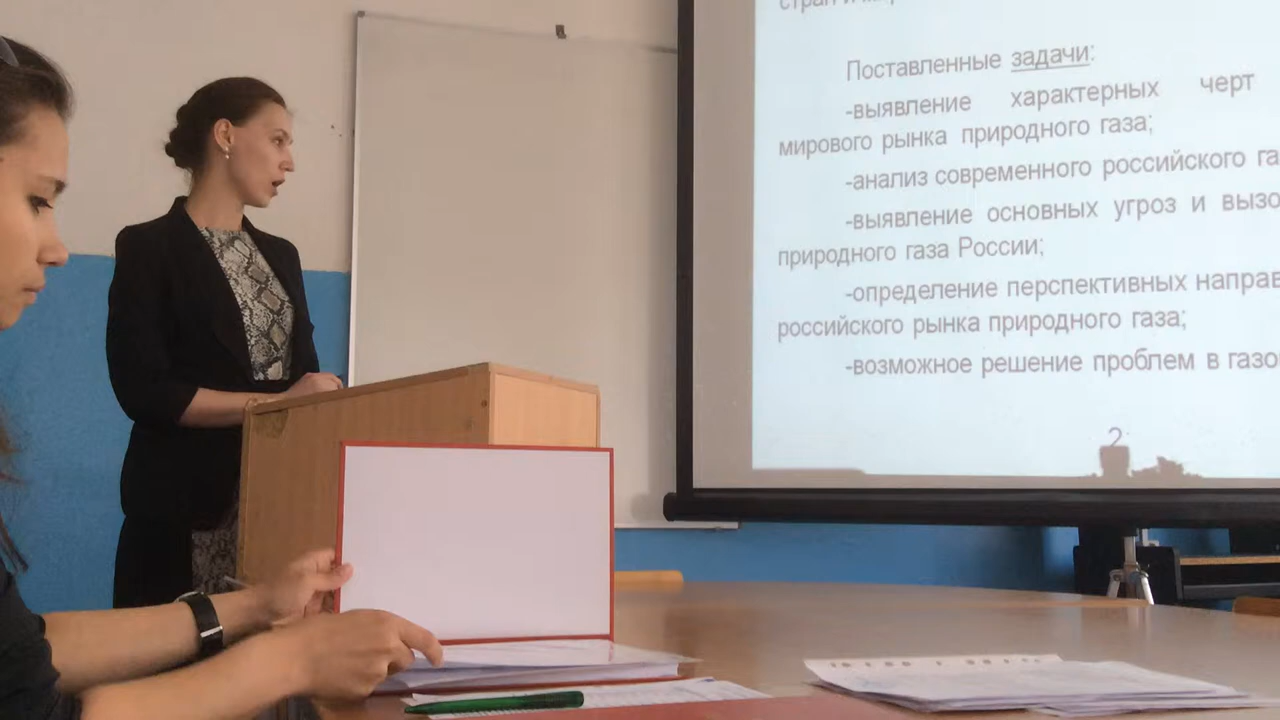 Поставленные задачи:
-выявление характерных черт
мирового рынка природного газа;
-анализ современного российского
-выявление основных угроз и
природного газа России;
-определение перспективных
российского рынка природного газа;
-возможное решение проблем в
2